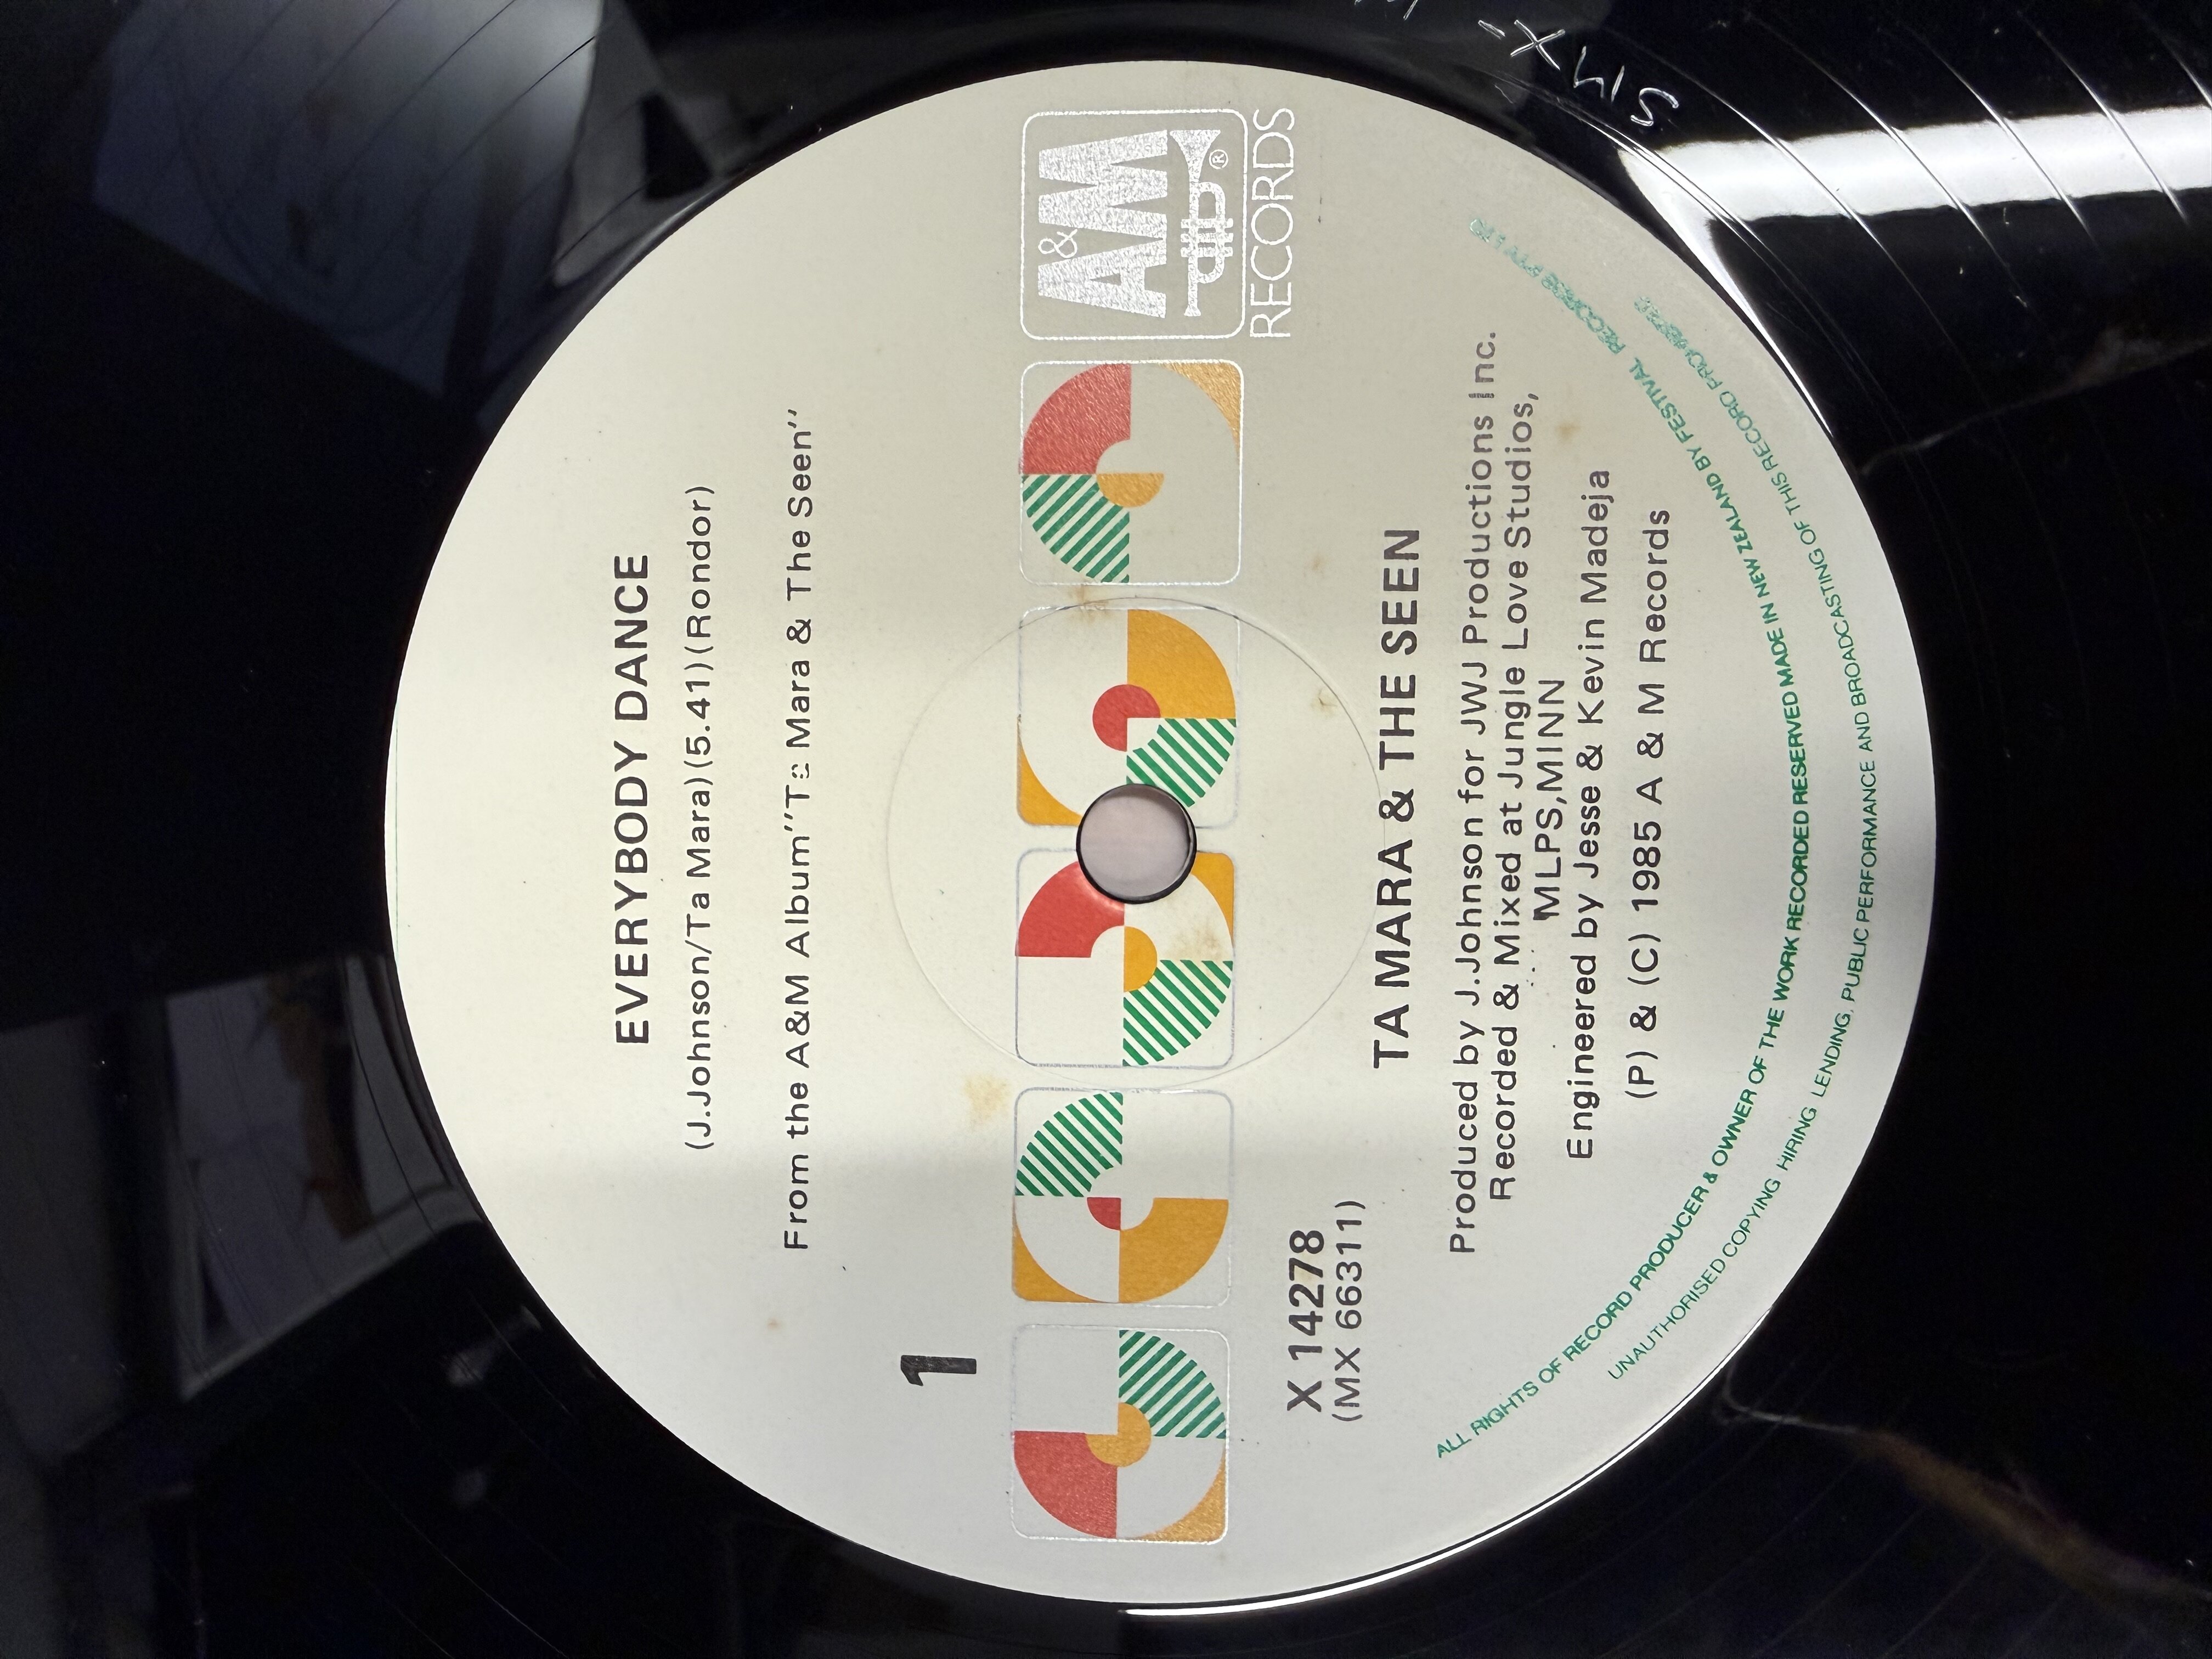 EVERYBODY DANCE
(J.Johnson/Ta Mara)(5.41)(Rondor)
From the A&M Album"Ta Mara & The Seen"
1
A&M
®
RECORDS
X 14278
(MX 66311)
TA MARA & THE SEEN
Produced by J.Johnson for JWJ Productions Inc.
Recorded & Mixed at Jungle Love Studios,
MLPS,MINN
Engineered by Jesse & Kevin Madeja
(P) & (C) 1985 A & M Records
ALL RIGHTS OF RECORD PRODUCER & OWNER OF THE WORK RECORDED RESERVED MADE IN NEW ZEALAND BY FESTIVAL RECORDS PTY LTD
UNAUTHORISED COPYING HIRING LENDING, PUBLIC PERFORMANCE AND BROADCASTING OF THIS RECORD PROHIBITED
SMX-